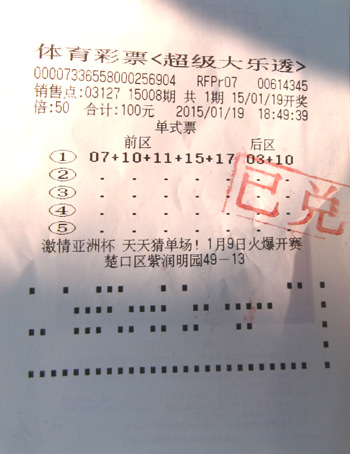 体育彩票<超级大乐透>
00007336558000256904 RFPr07 00614345
销售点:03127 15008期 共 1期 15/01/19开奖
倍:50 合计:100元 2015/01/19 18:49:39
单式票
前区 后区
① 07+10+11+15+17 03+10
② - - - - - - -
③ - - - - - - -
④ - - - - - - -
⑤ - - - - - - -
已兑
激情亚洲杯 天天猜单场!1月9日火爆开赛
楚口区紫润明园49-13